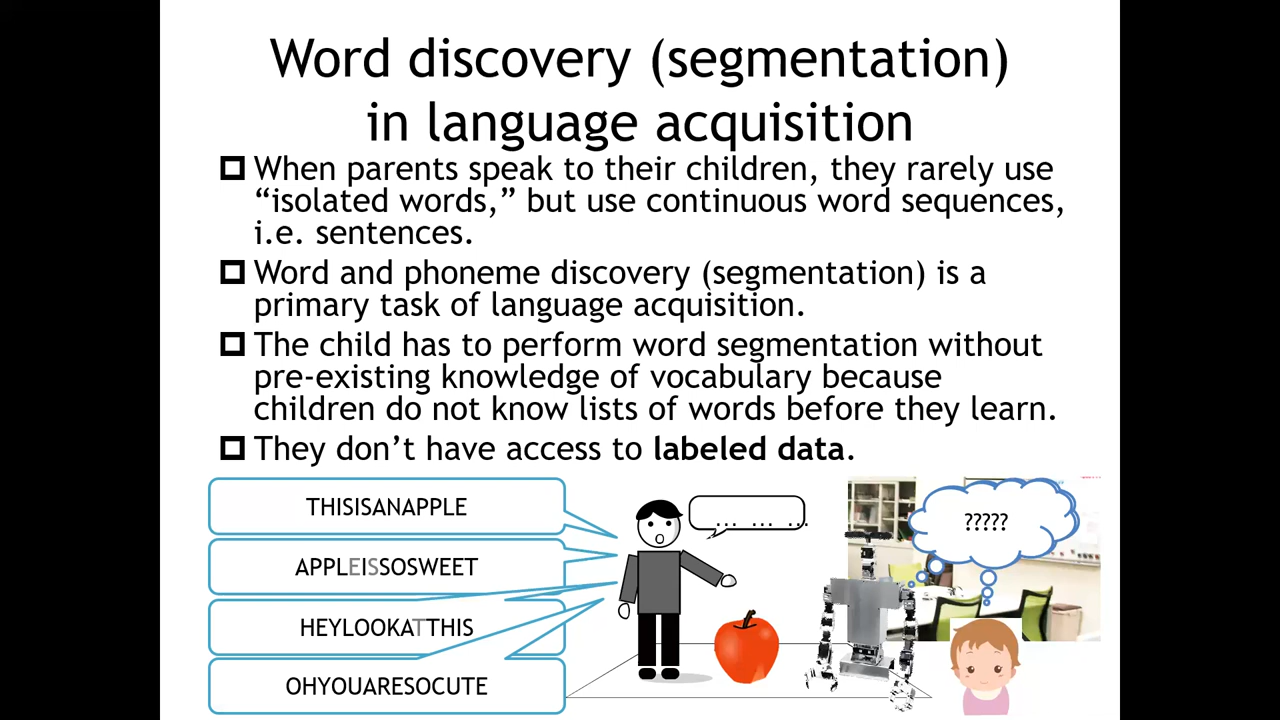 Word discovery (segmentation)
in language acquisition
When parents speak to their children, they rarely use
“isolated words,” but use continuous word sequences,
i.e. sentences.
Word and phoneme discovery (segmentation) is a
primary task of language acquisition.
The child has to perform word segmentation without
pre-existing knowledge of vocabulary because
children do not know lists of words before they learn.
They don’t have access to labeled data.
THISISANAPPLE
APPLEISSOSWEET
HEYLOOKATTHIS
OHYOUARESOCUTE
... ... ...
?????